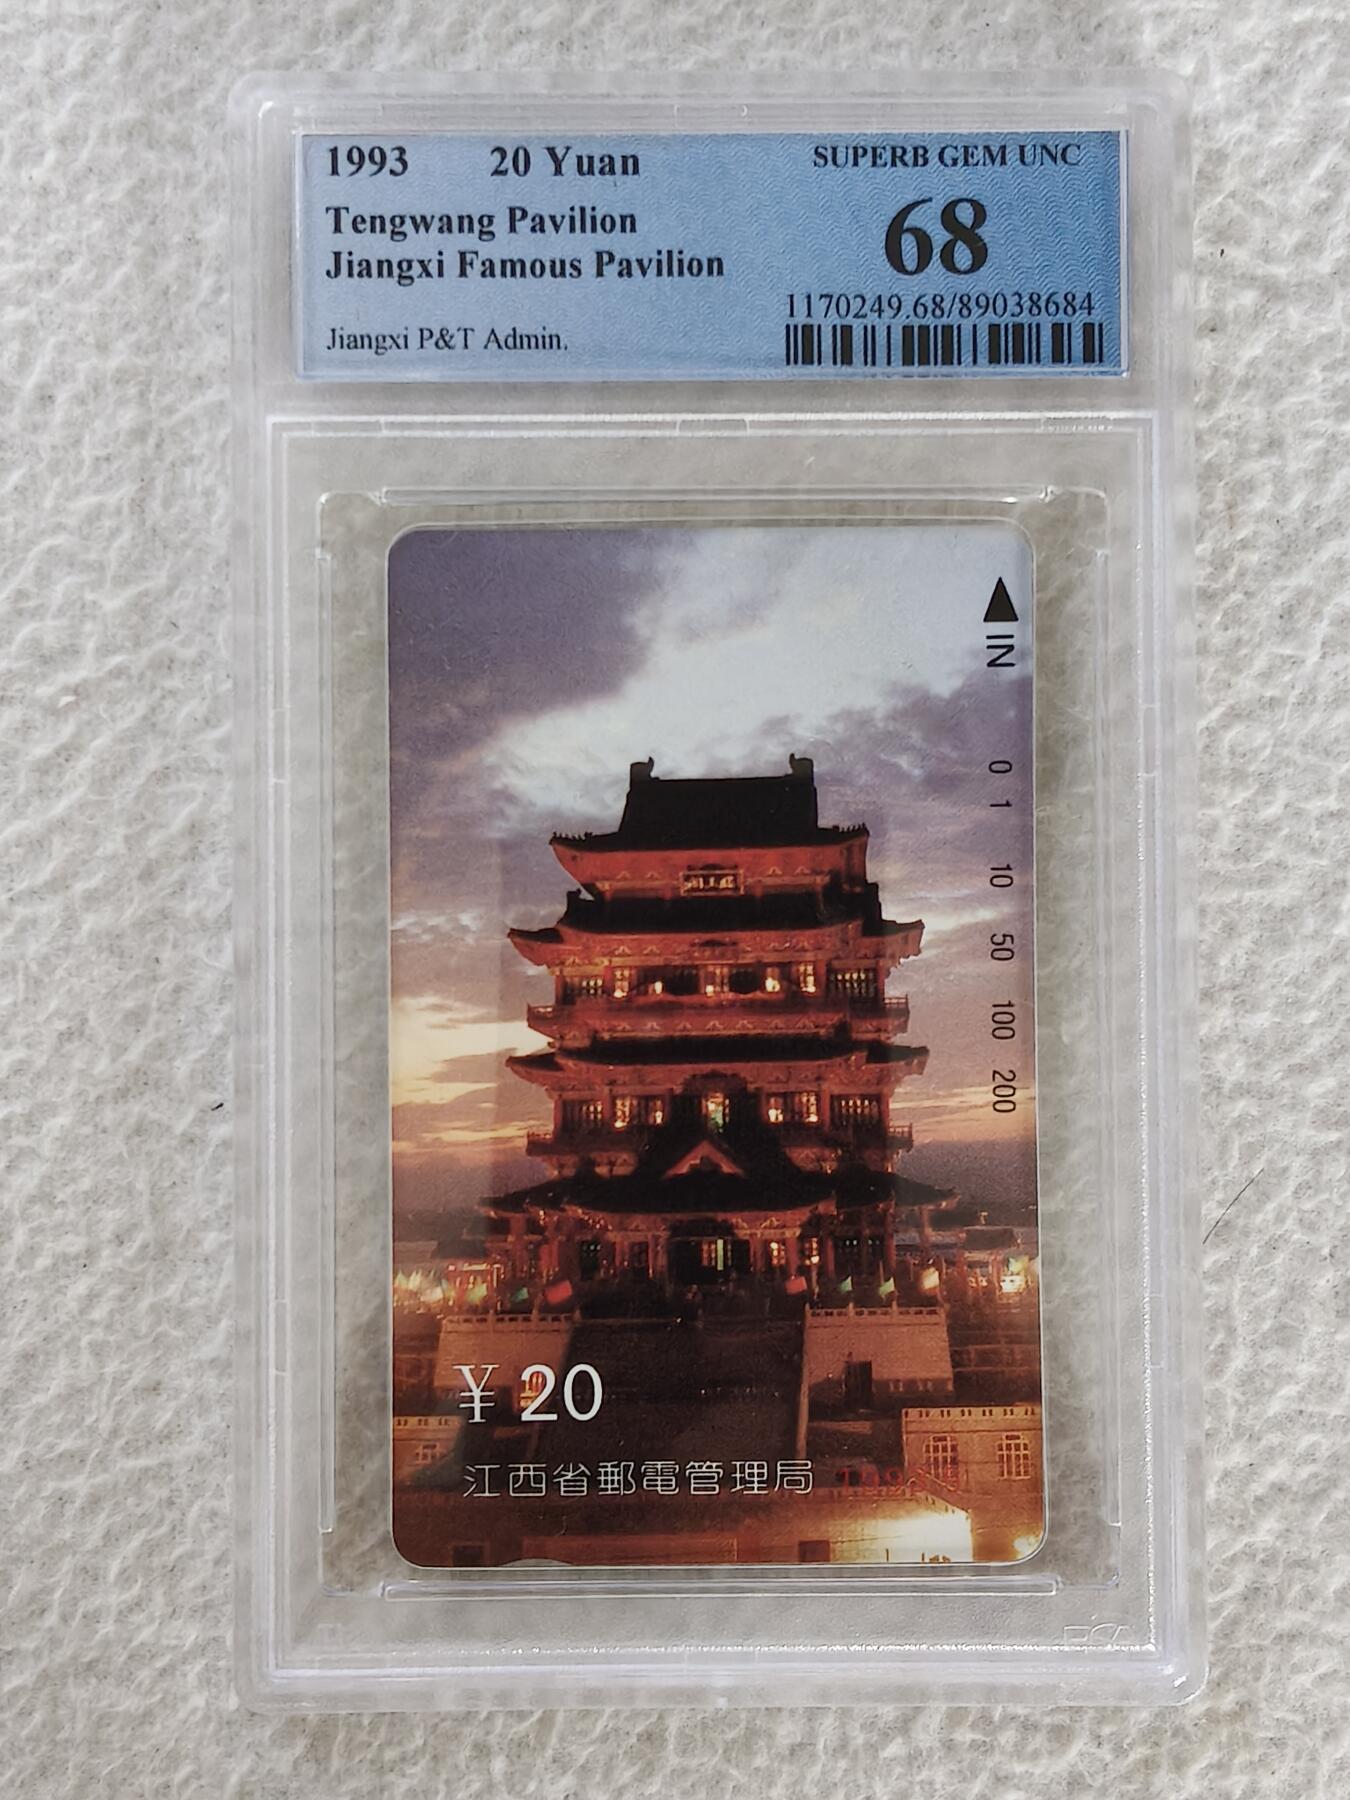 1993 20 Yuan
SUPERB GEM UNC
Tengwang Pavilion
68
Jiangxi Famous Pavilion
1170249.68/89038684
Jiangxi P&T Admin.
IN
0
1
10
50
100
200
¥ 20
江西省郵電管理局